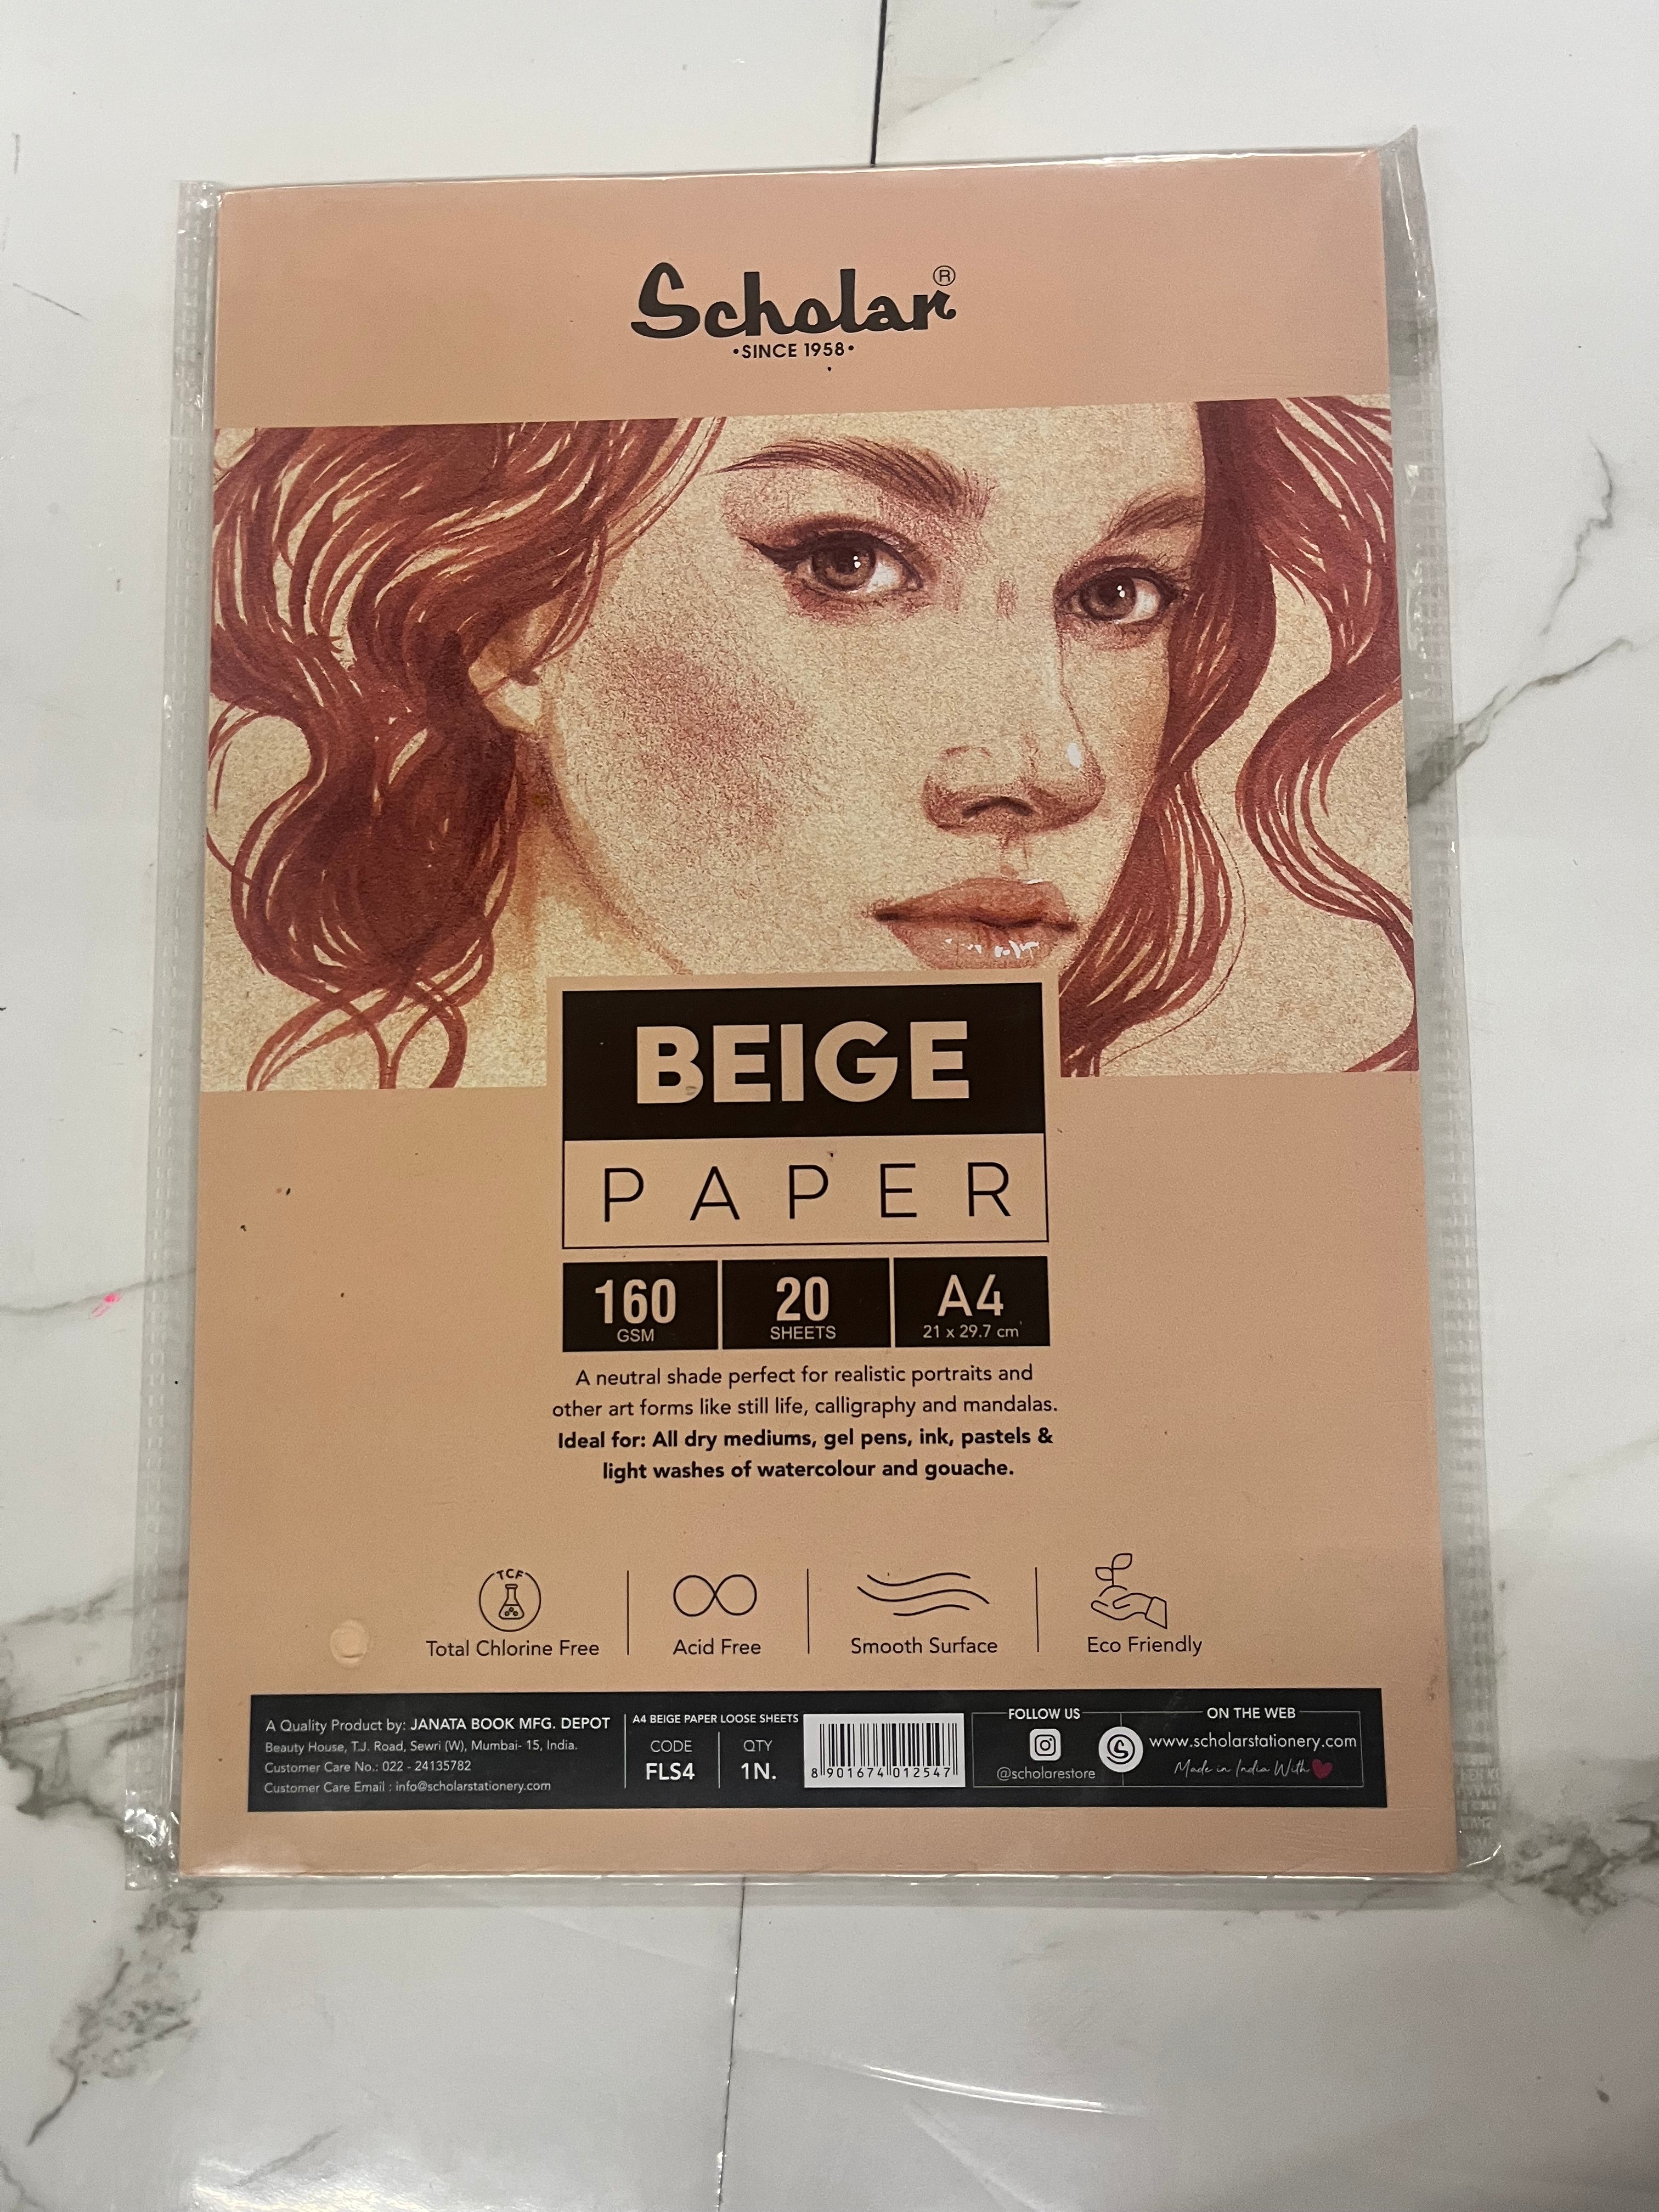 Scholar®
•SINCE 1958•
BEIGE
PAPER
160
GSM
20
SHEETS
A4
21 x 29.7 cm
A neutral shade perfect for realistic portraits and
other art forms like still life, calligraphy and mandalas.
Ideal for: All dry mediums, gel pens, ink, pastels &
light washes of watercolour and gouache.
TCF
Total Chlorine Free
Acid Free
Smooth Surface
Eco Friendly
A Quality Product by: JANATA BOOK MFG. DEPOT
Beauty House, T.J. Road, Sewri (W), Mumbai- 15, India.
Customer Care No.: 022 - 24135782
Customer Care Email : info@scholarstationery.com
A4 BEIGE PAPER LOOSE SHEETS
CODE
FLS4
QTY
1N.
8 901674 012547
FOLLOW US
@scholarestore
ON THE WEB
www.scholarstationery.com
Made in India With